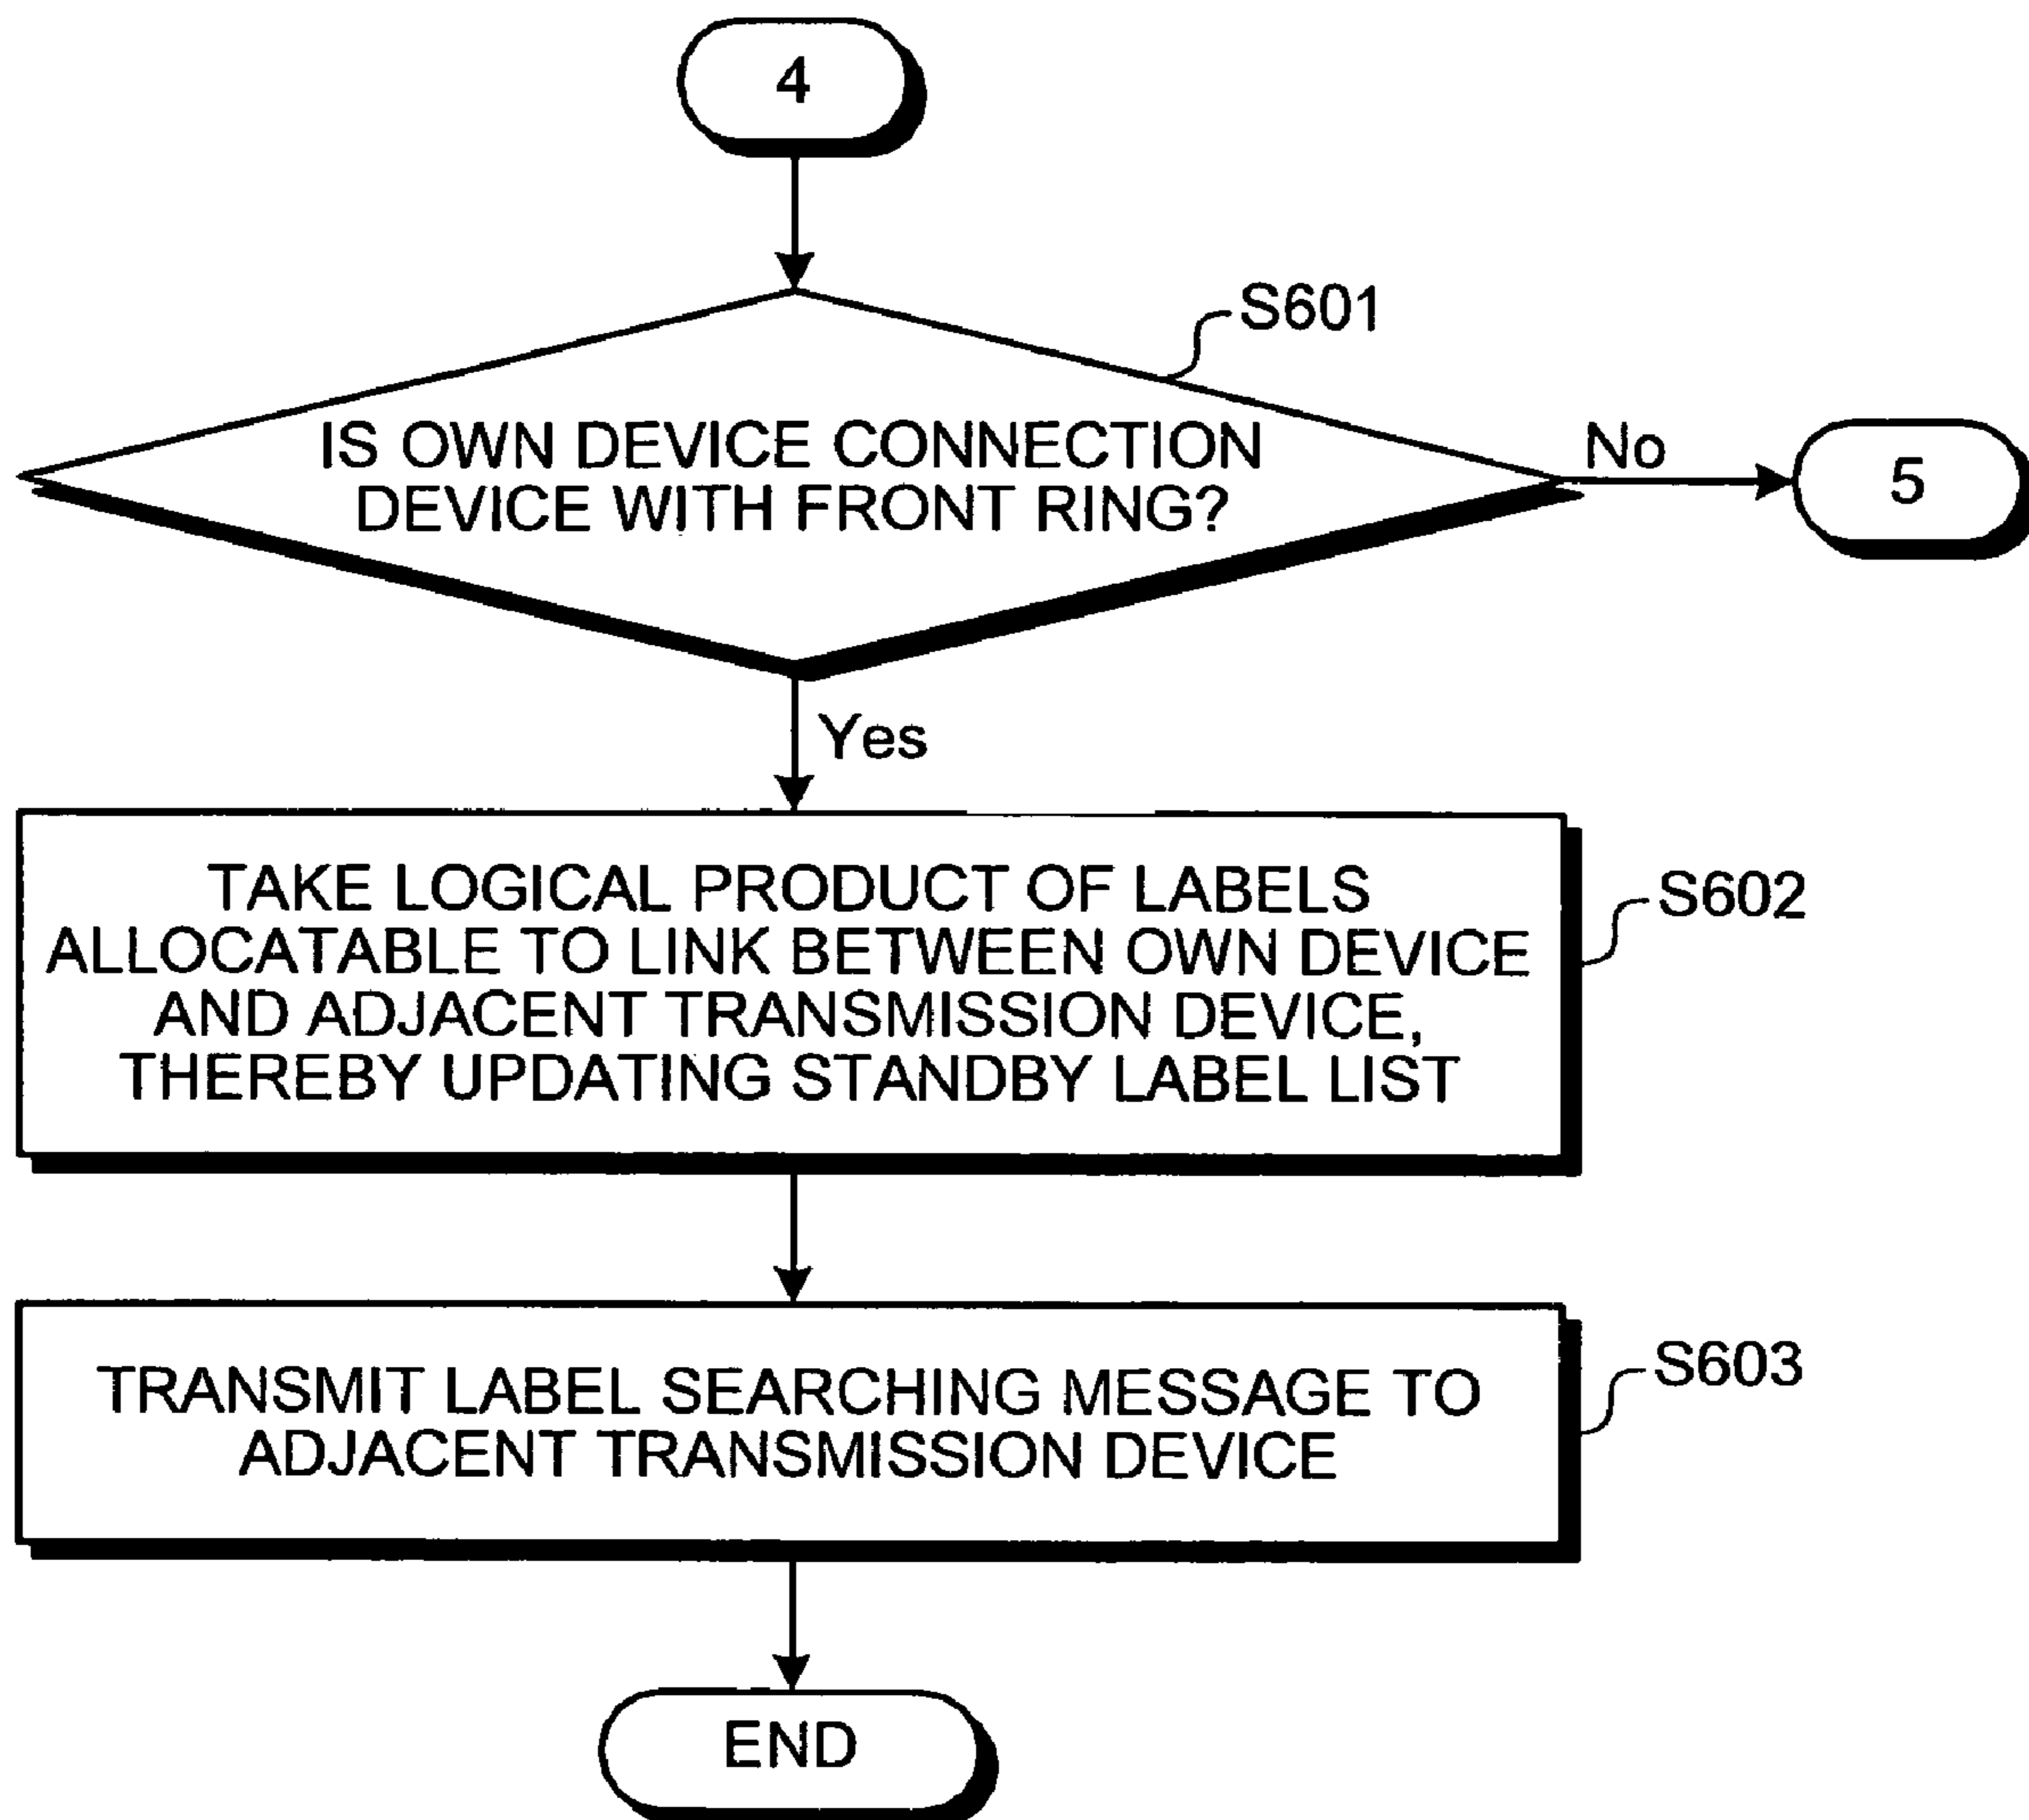 4
S601
IS OWN DEVICE CONNECTION
DEVICE WITH FRONT RING?
No
5
Yes
TAKE LOGICAL PRODUCT OF LABELS
ALLOCATABLE TO LINK BETWEEN OWN DEVICE
AND ADJACENT TRANSMISSION DEVICE,
THEREBY UPDATING STANDBY LABEL LIST
S602
TRANSMIT LABEL SEARCHING MESSAGE TO
ADJACENT TRANSMISSION DEVICE
S603
END